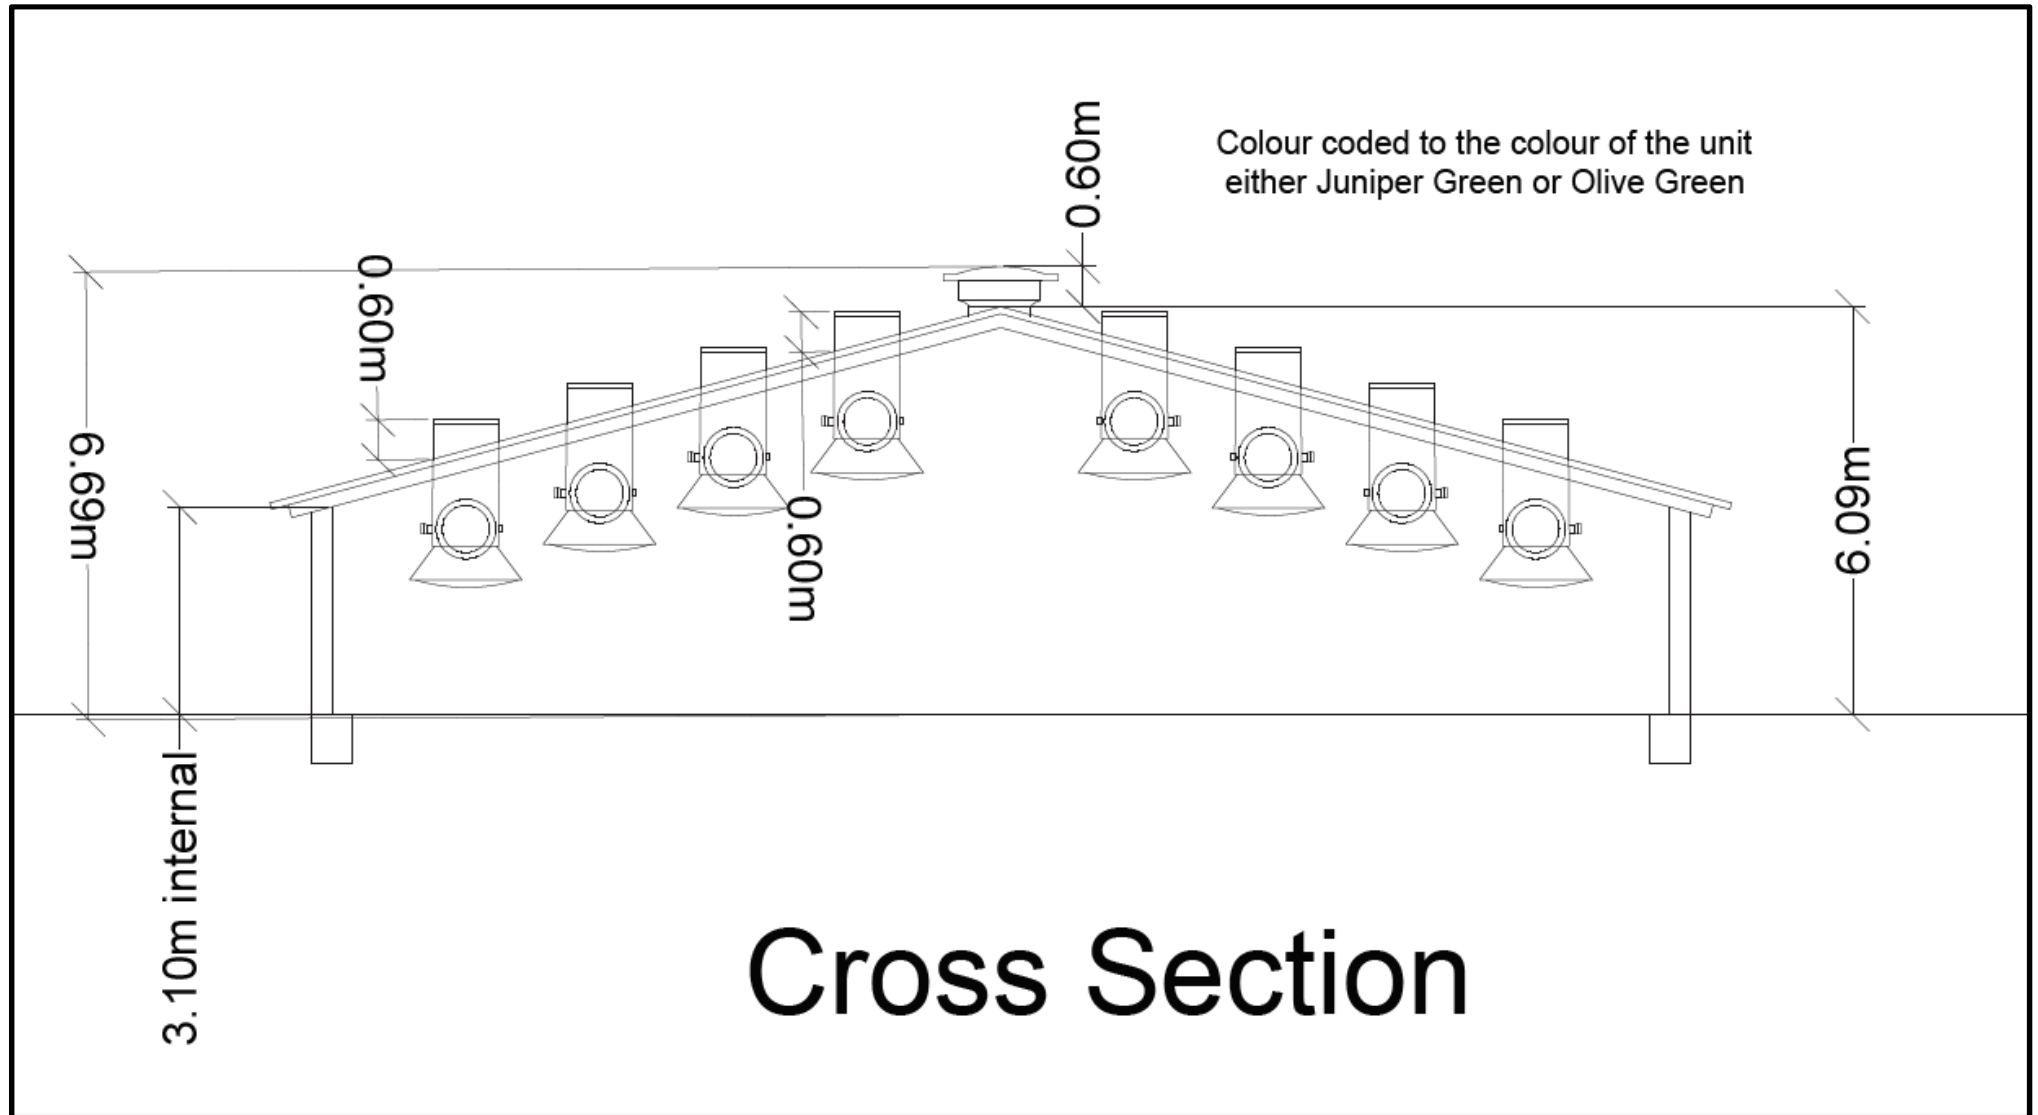 0.60m
Colour coded to the colour of the unit
either Juniper Green or Olive Green
0.60m
6.69m
0.60m
6.09m
3.10m internal
Cross Section